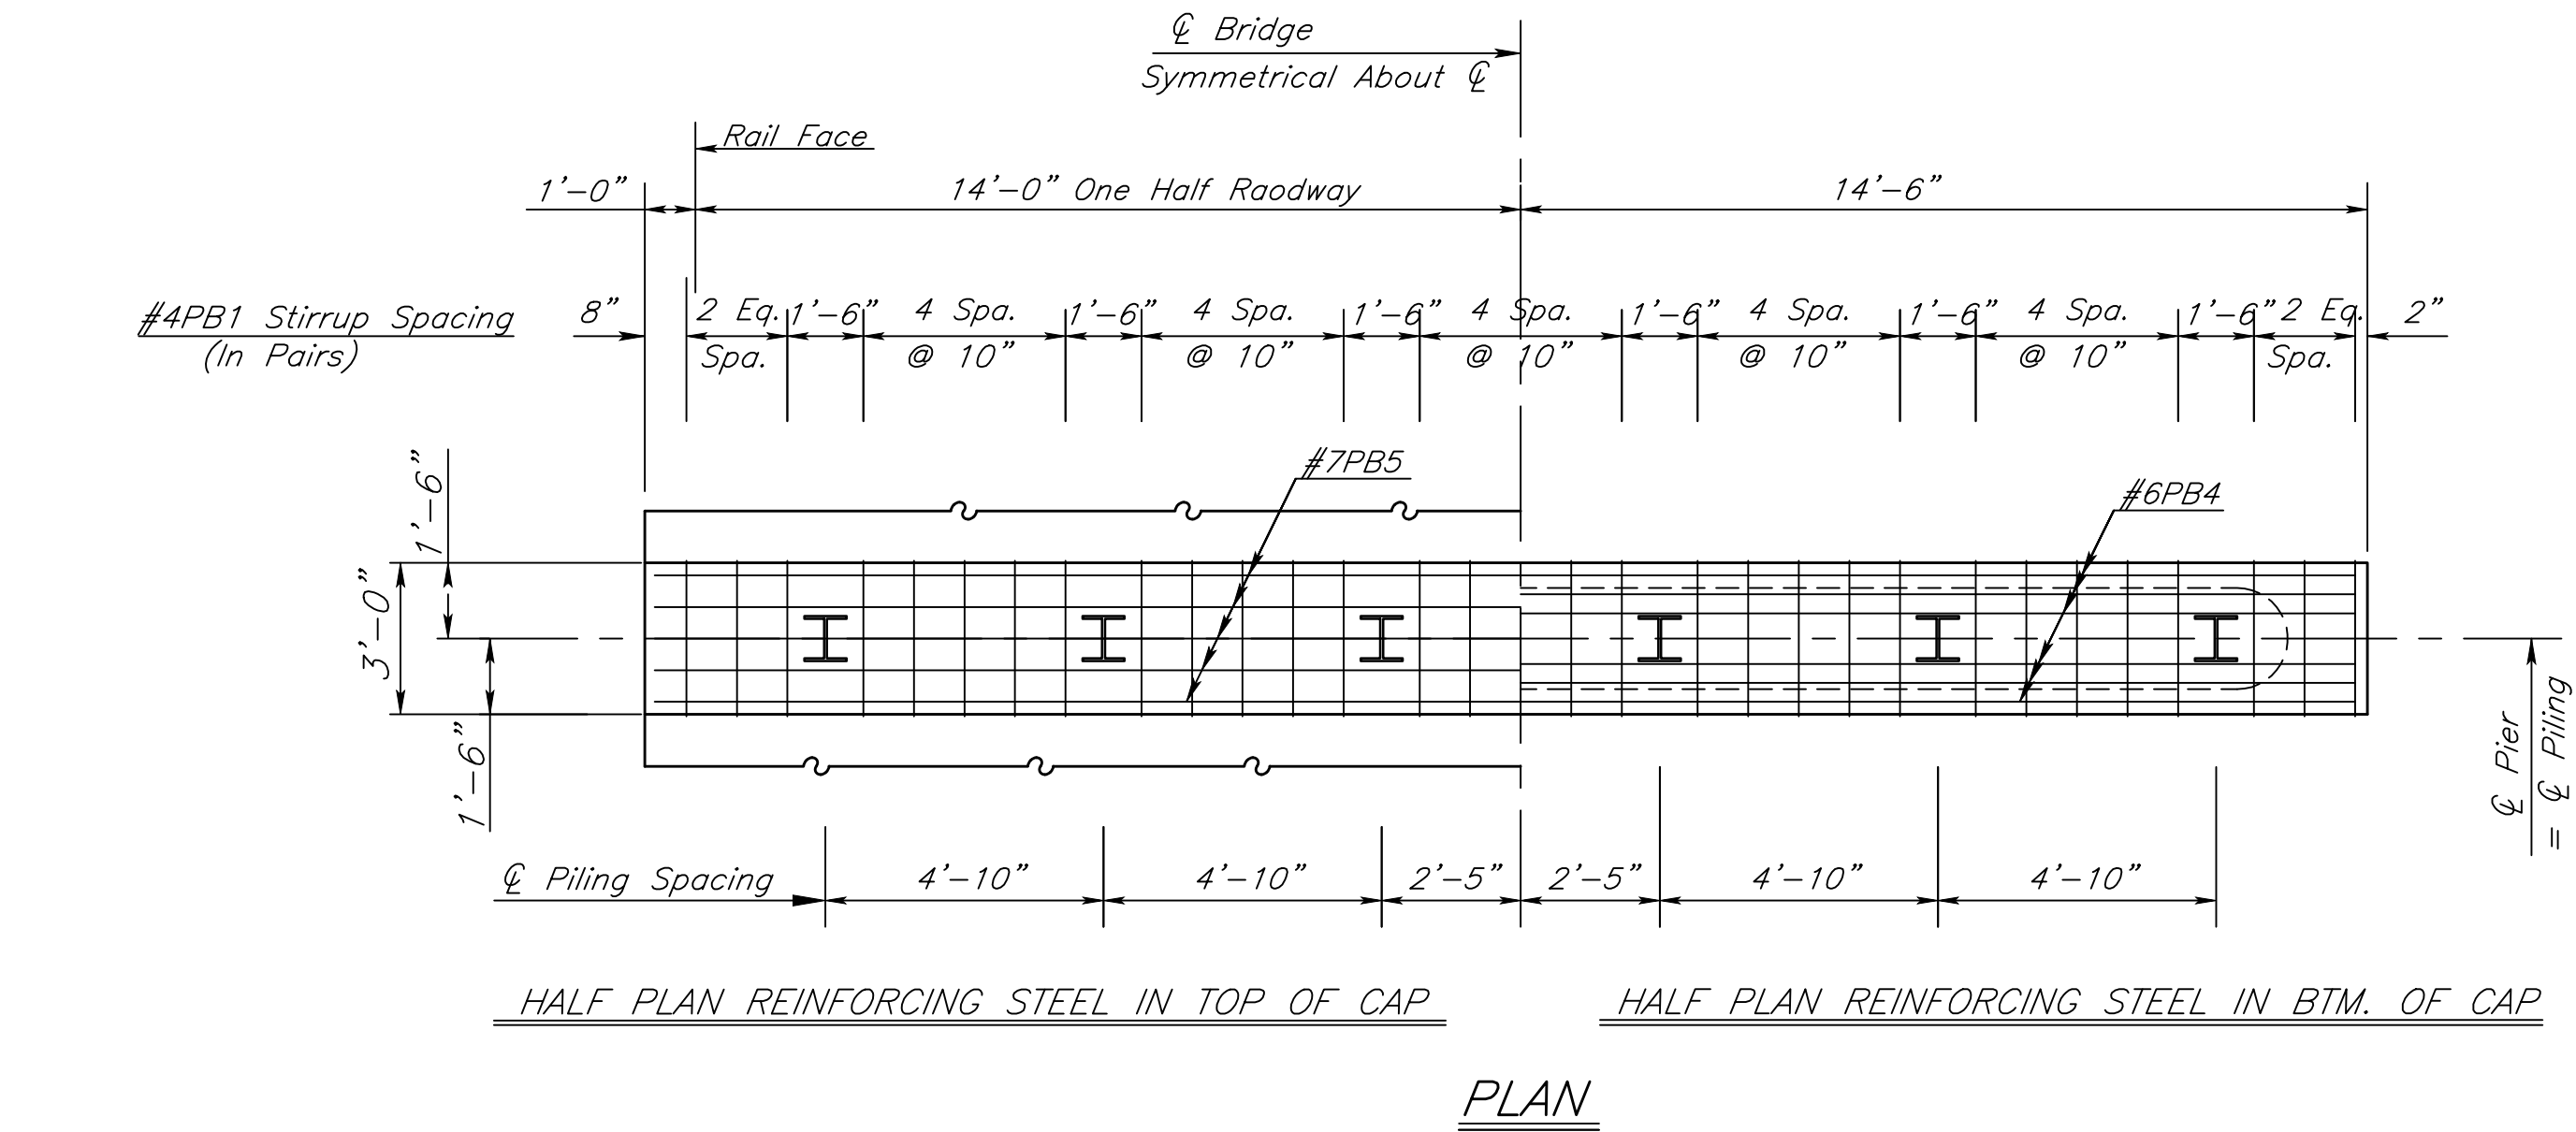 ℄ Bridge
Symmetrical About ℄
Rail Face
1'-0" 14'-0" One Half Raodway 14'-6"
#4PB1 Stirrup Spacing
(In Pairs)
8" 2 Eq. Spa. 1'-6" 4 Spa. @ 10" 1'-6" 4 Spa. @ 10" 1'-6" 4 Spa. @ 10" 1'-6" 4 Spa. @ 10" 1'-6" 4 Spa. @ 10" 1'-6" 2 Eq. Spa. 2"
#7PB5
#6PB4
1'-6"
3'-0"
1'-6"
℄ Pier
= ℄ Piling
℄ Piling Spacing 4'-10" 4'-10" 2'-5" 2'-5" 4'-10" 4'-10"
HALF PLAN REINFORCING STEEL IN TOP OF CAP
HALF PLAN REINFORCING STEEL IN BTM. OF CAP
PLAN